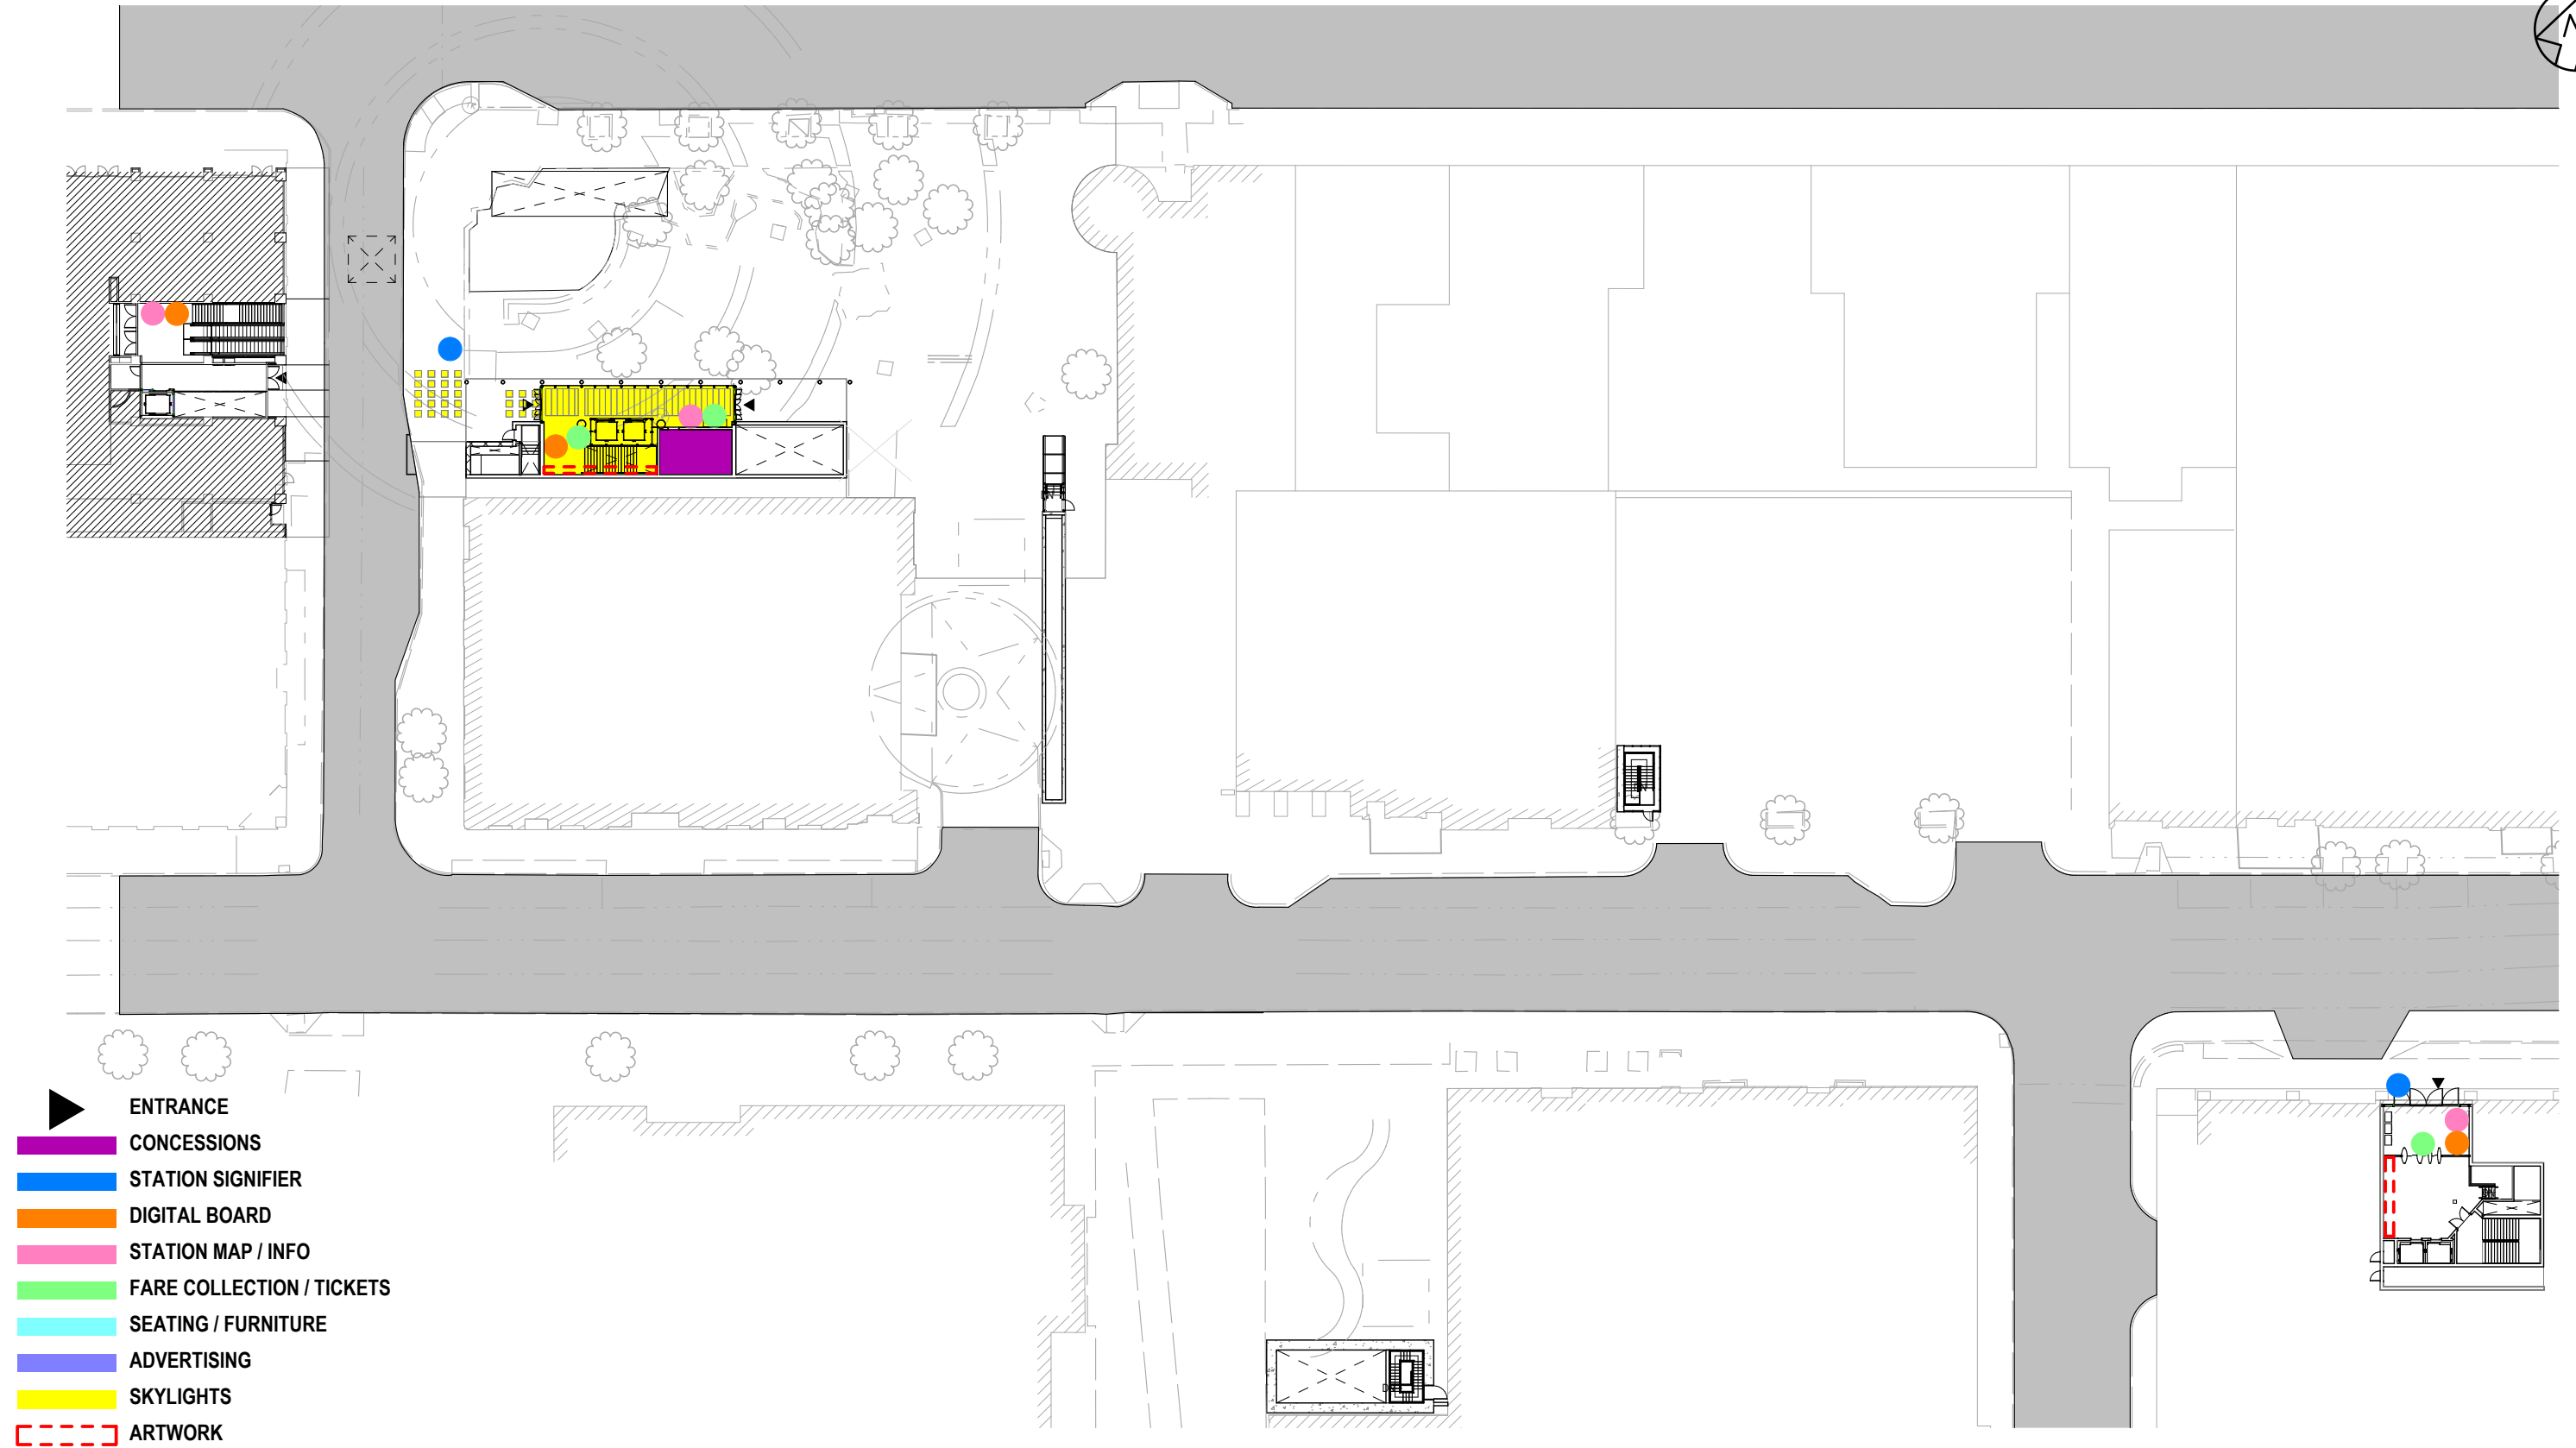 N
ENTRANCE
CONCESSIONS
STATION SIGNIFIER
DIGITAL BOARD
STATION MAP / INFO
FARE COLLECTION / TICKETS
SEATING / FURNITURE
ADVERTISING
SKYLIGHTS
ARTWORK